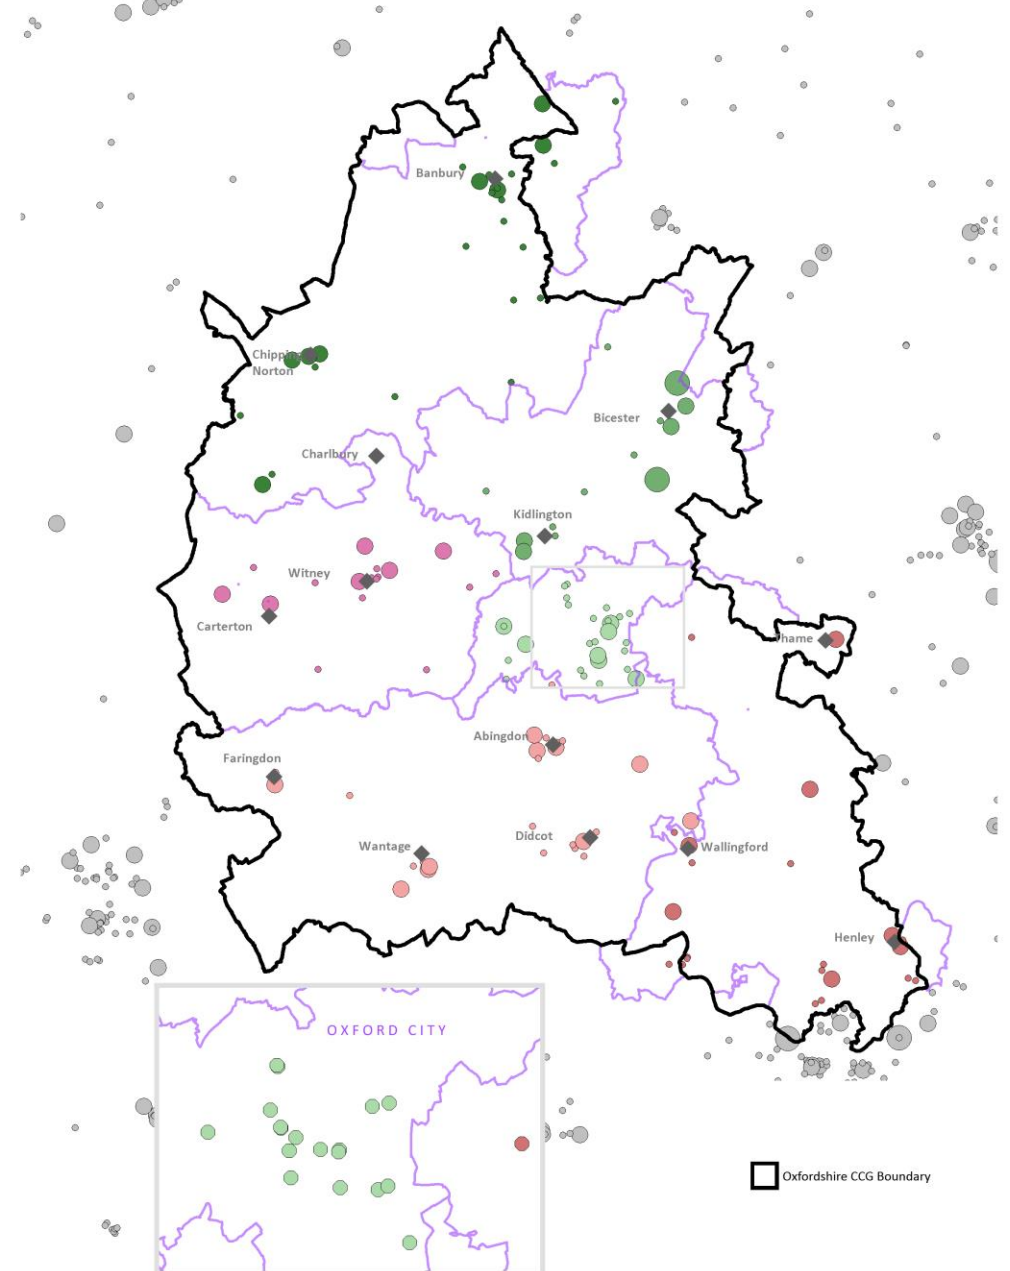 Banbury
Chipping
Norton
Bicester
Charlbury
Kidlington
Witney
Carterton
Thame
Abingdon
Faringdon
Didcot
Wantage
Wallingford
Henley
OXFORD CITY
Oxfordshire CCG Boundary